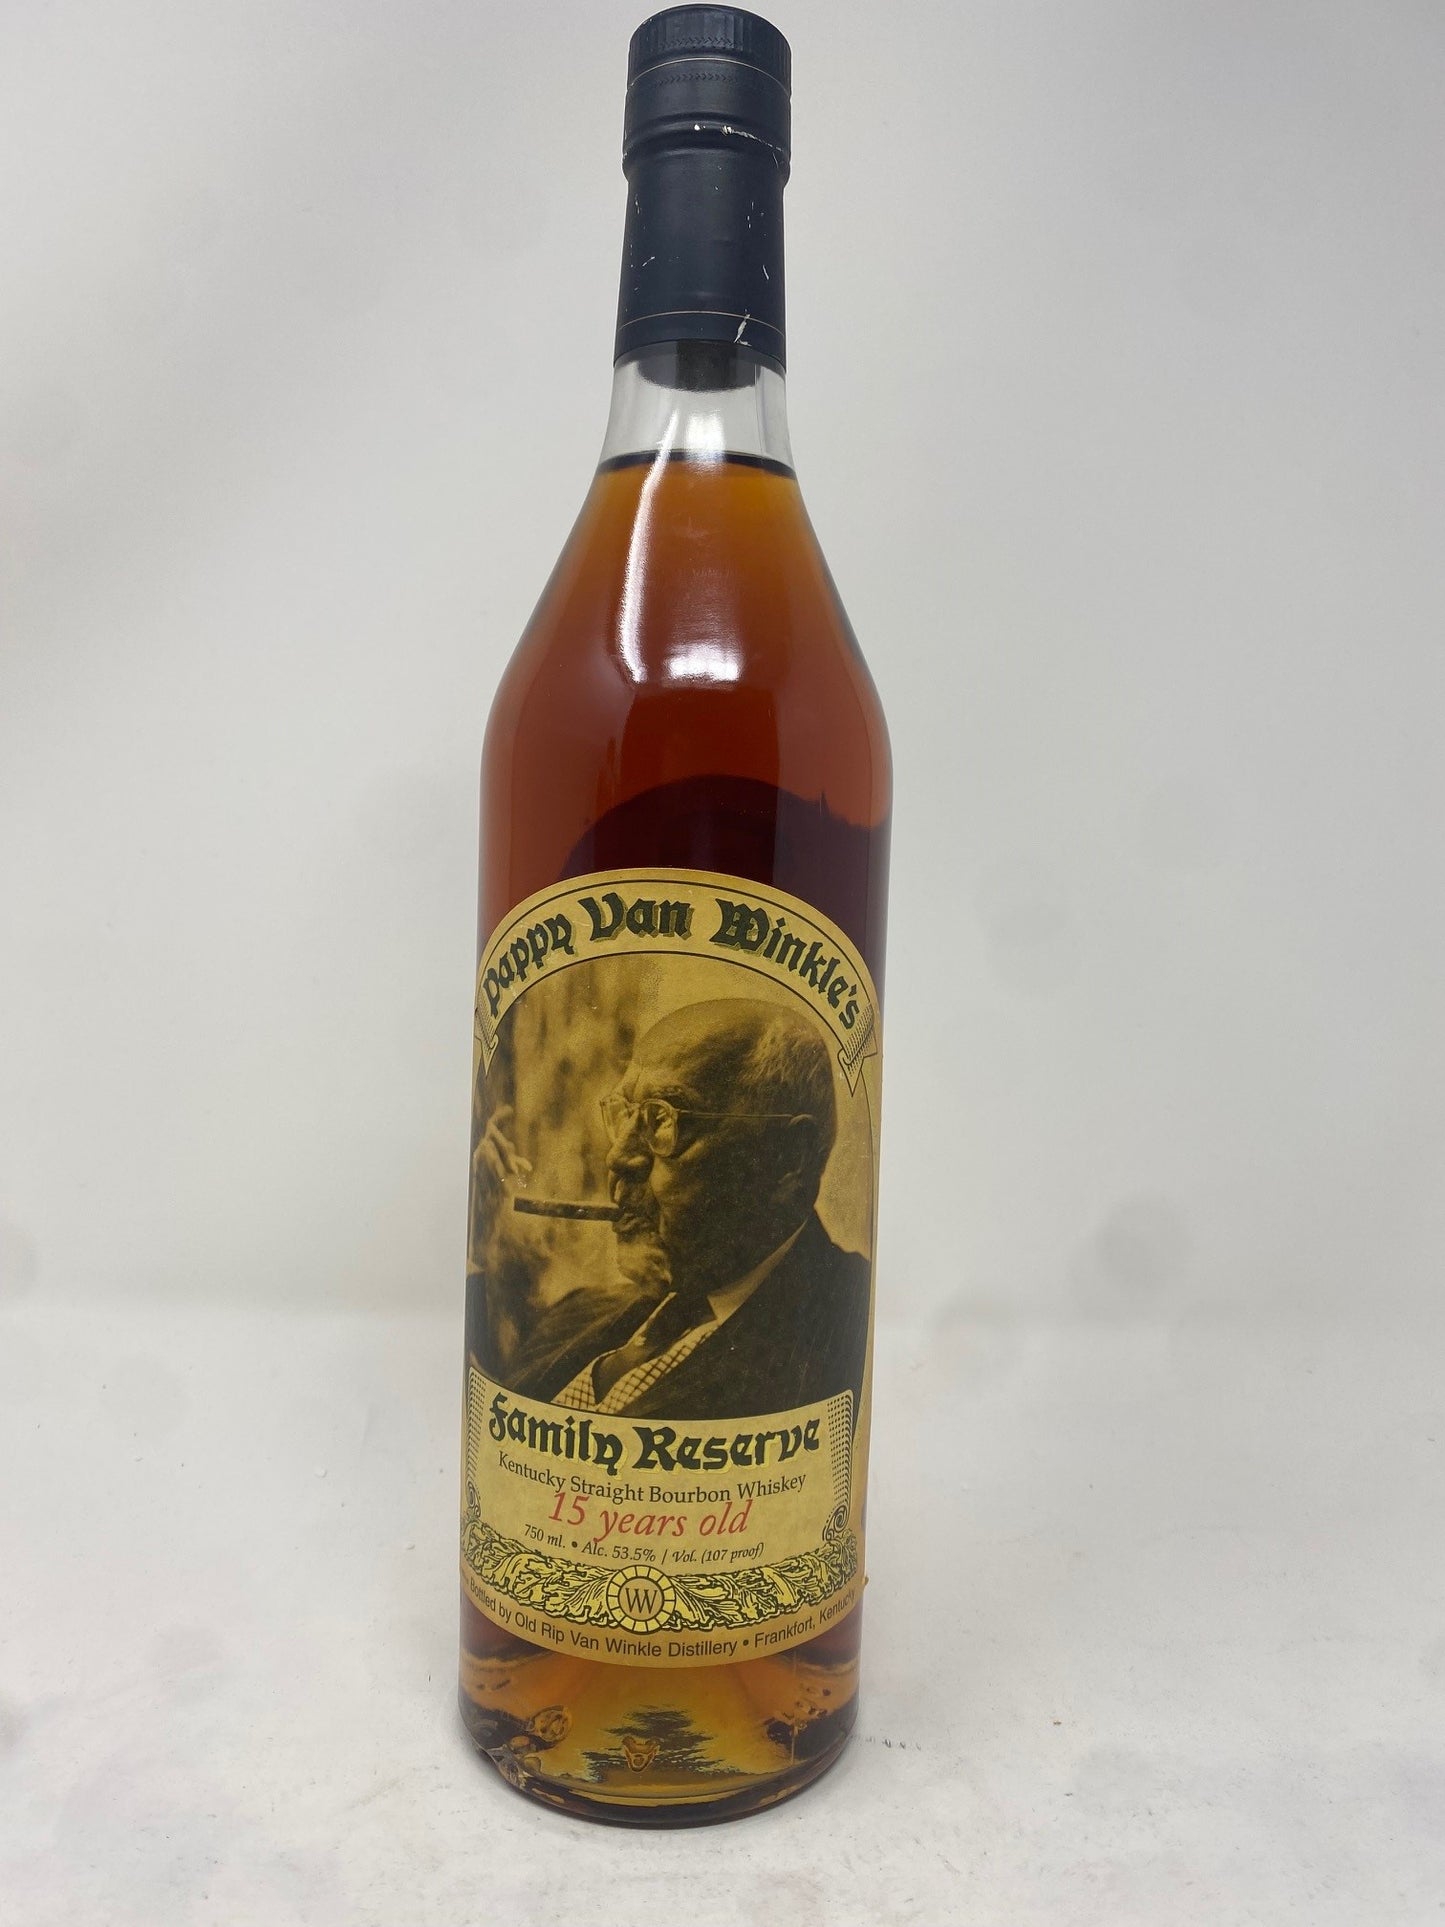 Pappy Van Winkle's
Family Reserve
Kentucky Straight Bourbon Whiskey
15 years old
750 ml. • Alc. 53.5% / Vol. (107 proof)
W
Bottled by Old Rip Van Winkle Distillery • Frankfort, Kentucky